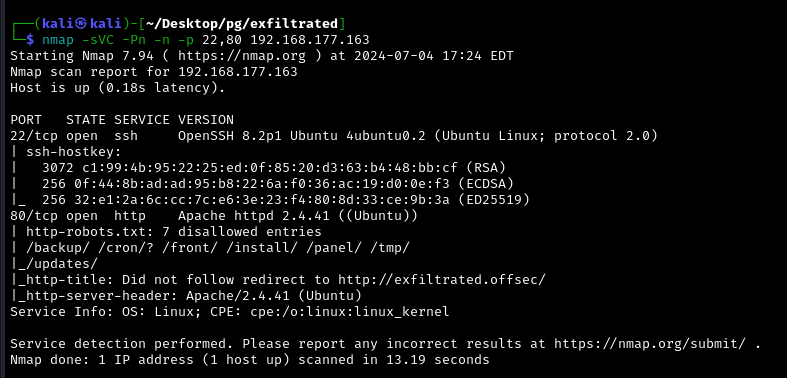 ┌──(kali㉿kali)-[~/Desktop/pg/exfiltrated]
└─$ nmap -sVC -Pn -n -p 22,80 192.168.177.163
Starting Nmap 7.94 ( https://nmap.org ) at 2024-07-04 17:24 EDT
Nmap scan report for 192.168.177.163
Host is up (0.18s latency).

PORT   STATE SERVICE VERSION
22/tcp open  ssh     OpenSSH 8.2p1 Ubuntu 4ubuntu0.2 (Ubuntu Linux; protocol 2.0)
| ssh-hostkey:
|   3072 c1:99:4b:95:22:25:ed:0f:85:20:d3:63:b4:48:bb:cf (RSA)
|   256 0f:44:8b:ad:ad:95:b8:22:6a:f0:36:ac:19:d0:0e:f3 (ECDSA)
|_  256 32:e1:2a:6c:cc:7c:e6:3e:23:f4:80:8d:33:ce:9b:3a (ED25519)
80/tcp open  http    Apache httpd 2.4.41 ((Ubuntu))
| http-robots.txt: 7 disallowed entries
| /backup/ /cron/? /front/ /install/ /panel/ /tmp/
|_/updates/
|_http-title: Did not follow redirect to http://exfiltrated.offsec/
|_http-server-header: Apache/2.4.41 (Ubuntu)
Service Info: OS: Linux; CPE: cpe:/o:linux:linux_kernel

Service detection performed. Please report any incorrect results at https://nmap.org/submit/ .
Nmap done: 1 IP address (1 host up) scanned in 13.19 seconds